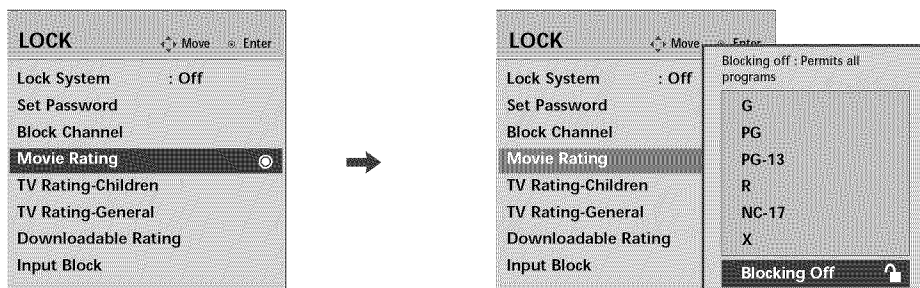 LOCK
Move Enter
Lock System : Off
Set Password
Block Channel
Movie Rating
TV Rating-Children
TV Rating-General
Downloadable Rating
Input Block
LOCK
Move Enter
Lock System : Off
Set Password
Block Channel
Movie Rating
TV Rating-Children
TV Rating-General
Downloadable Rating
Input Block
Blocking off : Permits all
programs
G
PG
PG-13
R
NC-17
X
Blocking Off